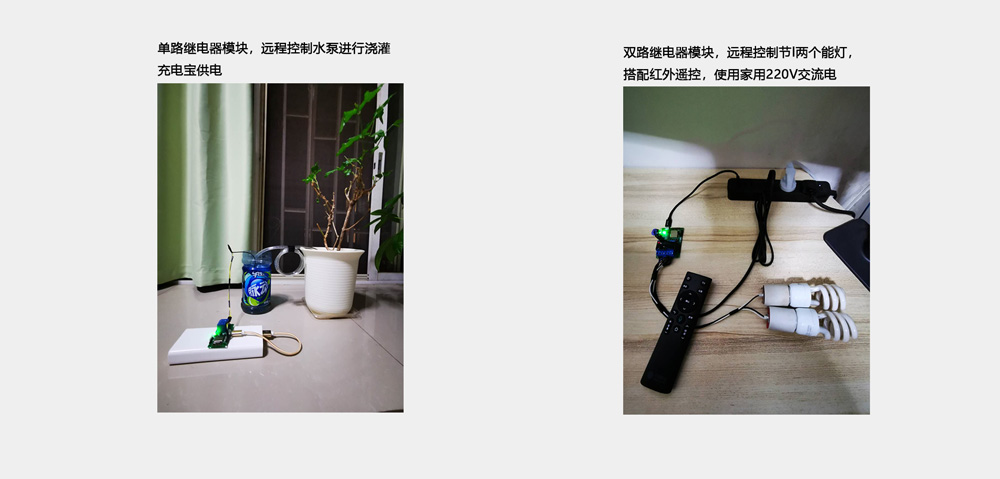 单路继电器模块，远程控制水泵进行浇灌
充电宝供电
双路继电器模块，远程控制节l两个能灯，
搭配红外遥控，使用家用220V交流电